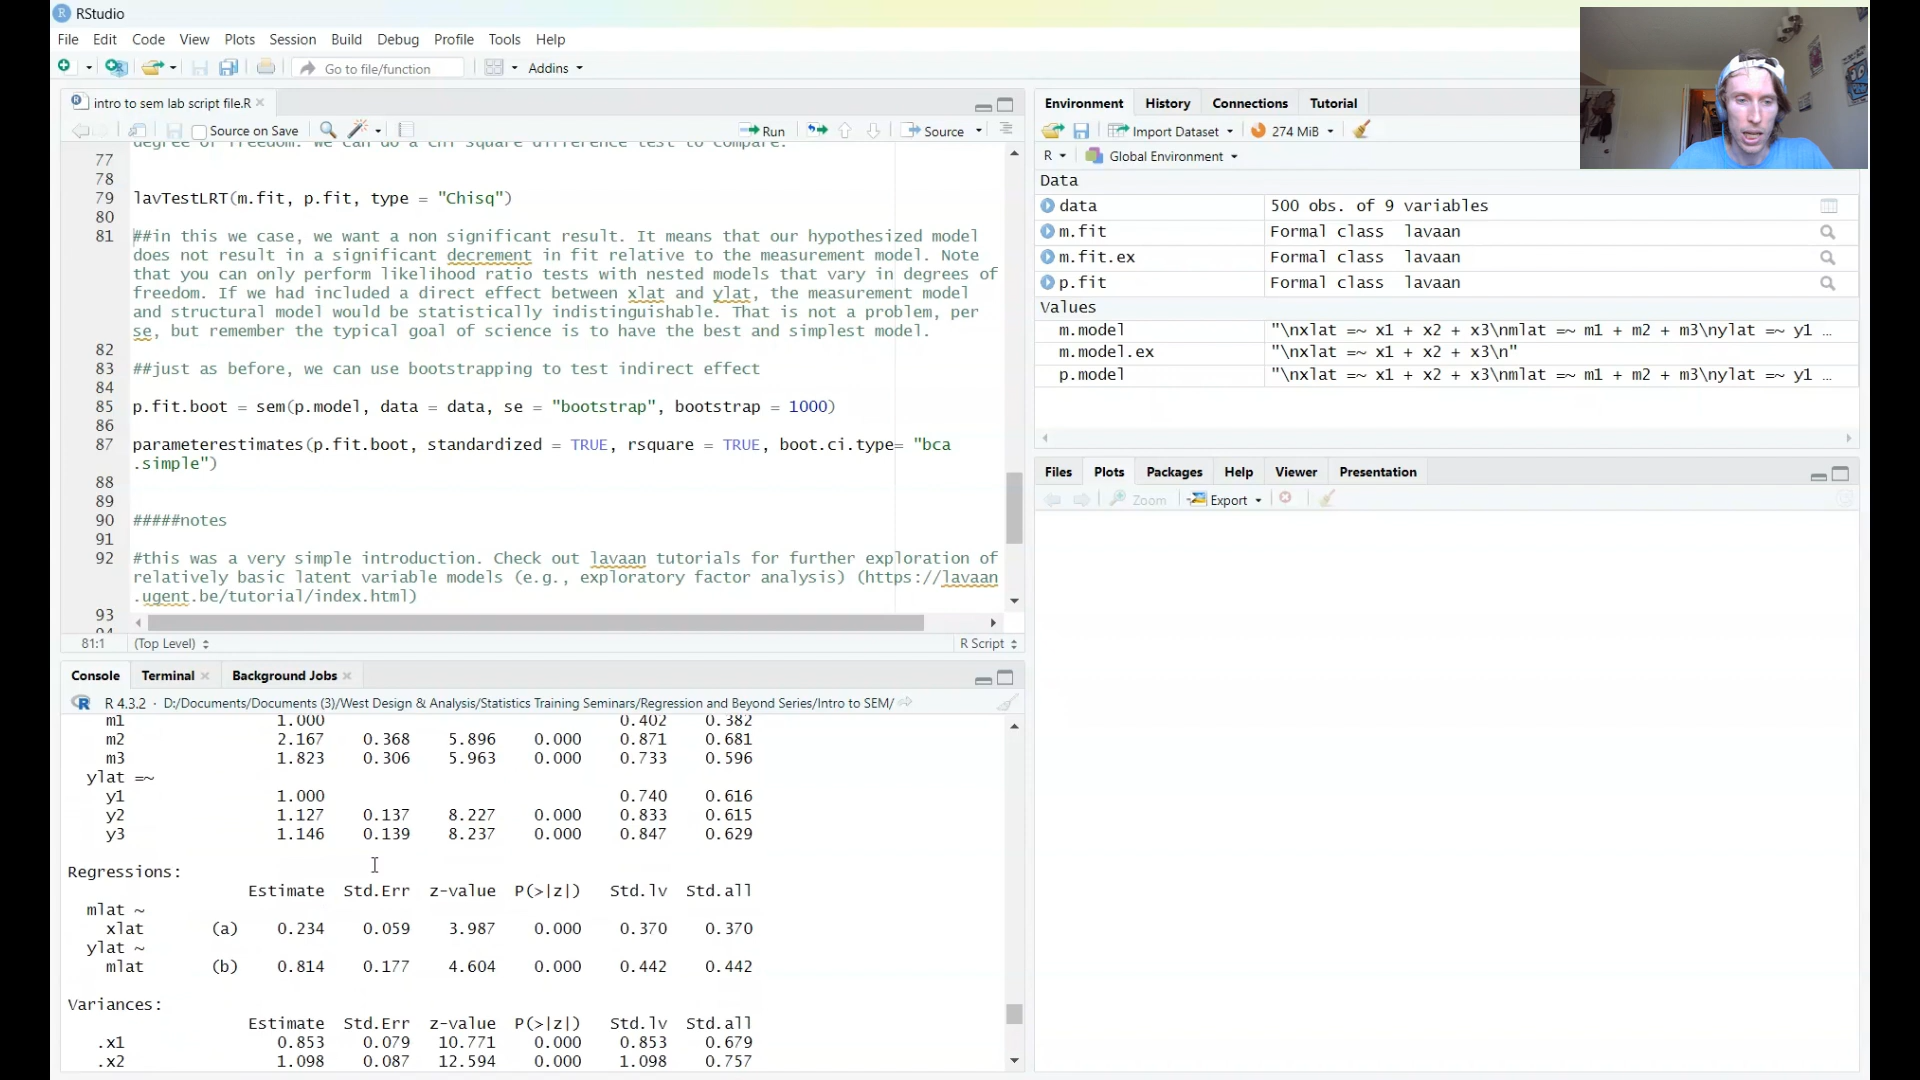 RStudio
File Edit Code View Plots Session Build Debug Profile Tools Help
Go to file/function Addins
intro to sem lab script file.R
Source on Save Run Source
degree of freedom. We can do a chi square difference test to compare.
77
78
79 lavTestLRT(m.fit, p.fit, type = "Chisq")
80
81 ##in this we case, we want a non significant result. It means that our hypothesized model
does not result in a significant decrement in fit relative to the measurement model. Note
that you can only perform likelihood ratio tests with nested models that vary in degrees of
freedom. If we had included a direct effect between xlat and ylat, the measurement model
and structural model would be statistically indistinguishable. That is not a problem, per
se, but remember the typical goal of science is to have the best and simplest model.
82
83 ##just as before, we can use bootstrapping to test indirect effect
84
85 p.fit.boot = sem(p.model, data = data, se = "bootstrap", bootstrap = 1000)
86
87 parameterestimates(p.fit.boot, standardized = TRUE, rsquare = TRUE, boot.ci.type= "bca
.simple")
88
89
90 #####notes
91
92 #this was a very simple introduction. Check out lavaan tutorials for further exploration of
relatively basic latent variable models (e.g., exploratory factor analysis) (https://lavaan
.ugent.be/tutorial/index.html)
93
94
81:1 (Top Level) R Script
Console Terminal Background Jobs
R 4.3.2 · D:/Documents/Documents (3)/West Design & Analysis/Statistics Training Seminars/Regression and Beyond Series/Intro to SEM/
m1 1.000 0.402 0.382
m2 2.167 0.368 5.896 0.000 0.871 0.681
m3 1.823 0.306 5.963 0.000 0.733 0.596
ylat =~
y1 1.000 0.740 0.616
y2 1.127 0.137 8.227 0.000 0.833 0.615
y3 1.146 0.139 8.237 0.000 0.847 0.629
Regressions:
Estimate Std.Err z-value P(>|z|) Std.lv Std.all
mlat ~
xlat (a) 0.234 0.059 3.987 0.000 0.370 0.370
ylat ~
mlat (b) 0.814 0.177 4.604 0.000 0.442 0.442
Variances:
Estimate Std.Err z-value P(>|z|) Std.lv Std.all
.x1 0.853 0.079 10.771 0.000 0.853 0.679
.x2 1.098 0.087 12.594 0.000 1.098 0.757
Environment History Connections Tutorial
Import Dataset 274 MiB
R Global Environment
Data
data 500 obs. of 9 variables
m.fit Formal class lavaan
m.fit.ex Formal class lavaan
p.fit Formal class lavaan
Values
m.model "\nxlat =~ x1 + x2 + x3\nmlat =~ m1 + m2 + m3\nylat =~ y1 …
m.model.ex "\nxlat =~ x1 + x2 + x3\n"
p.model "\nxlat =~ x1 + x2 + x3\nmlat =~ m1 + m2 + m3\nylat =~ y1 …
Files Plots Packages Help Viewer Presentation
Zoom Export